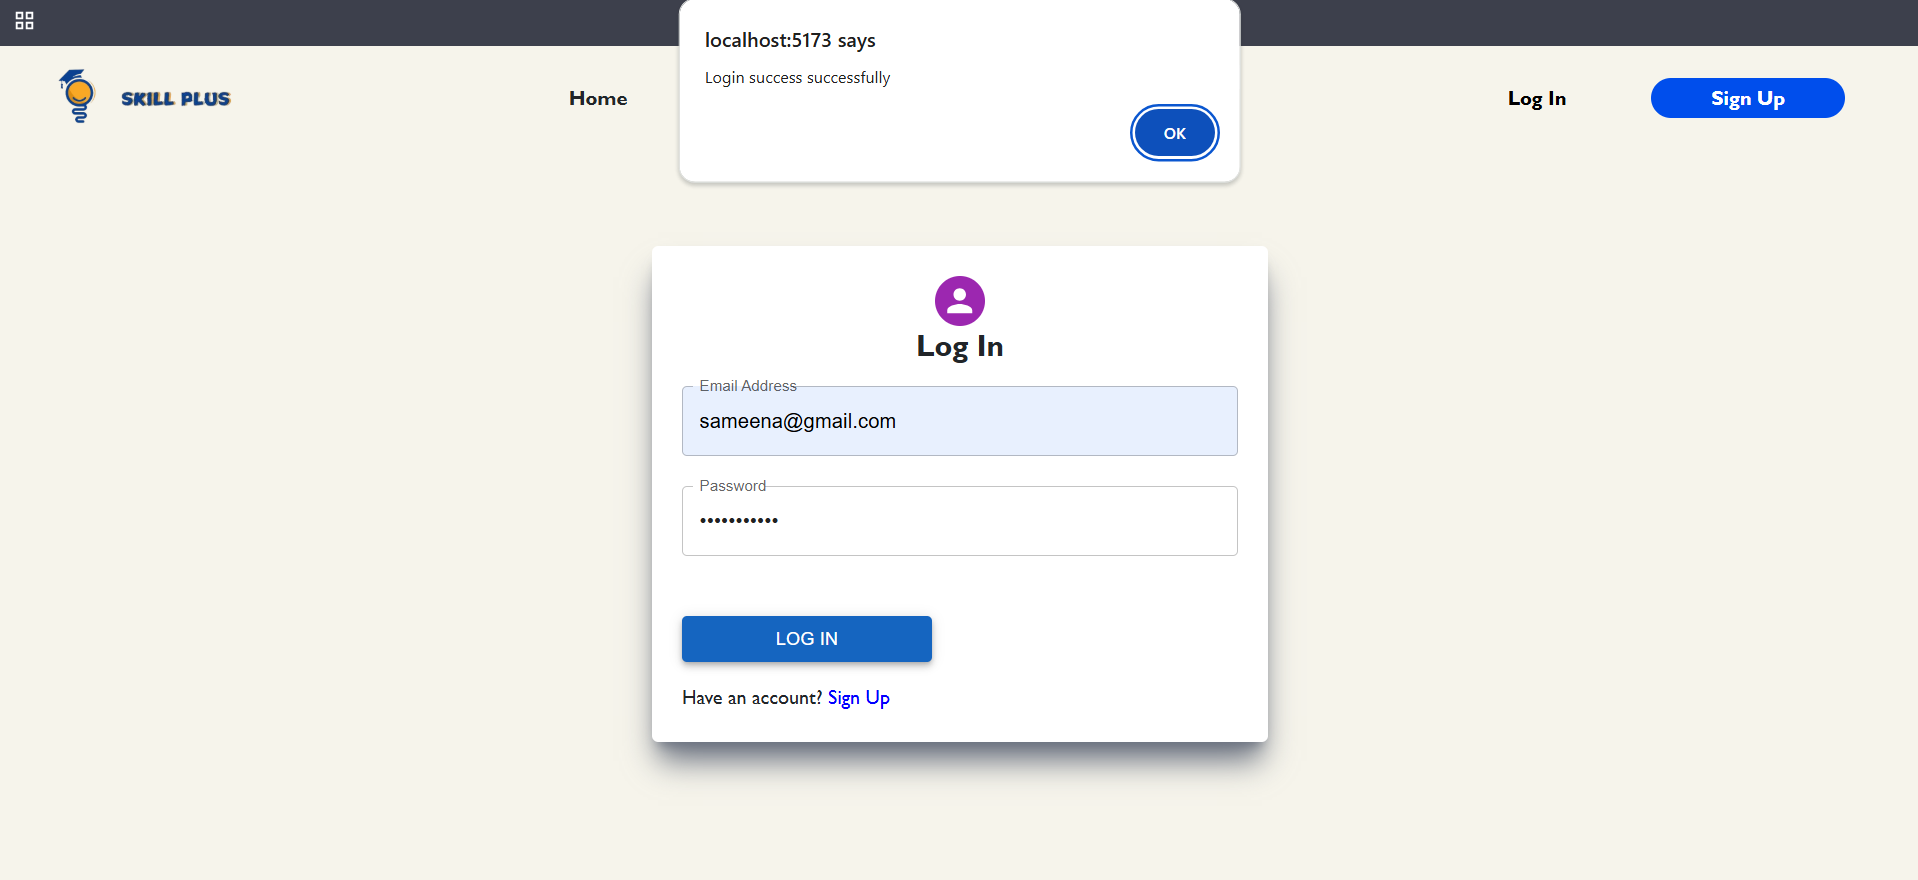 localhost:5173 says
Login success successfully
OK
SKILL PLUS
Home
Log In
Sign Up
Log In
Email Address
sameena@gmail.com
Password
•••••••••••
LOG IN
Have an account? Sign Up